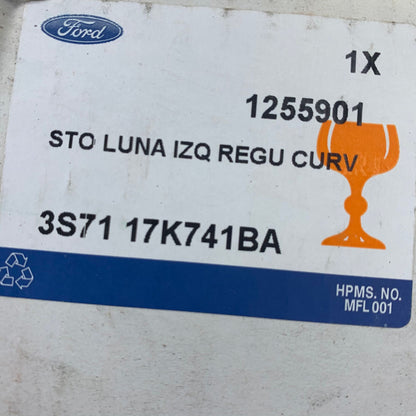 Ford
1X
1255901
STO LUNA IZQ REGU CURV
3S71 17K741BA
HPMS. NO.
MFL 001